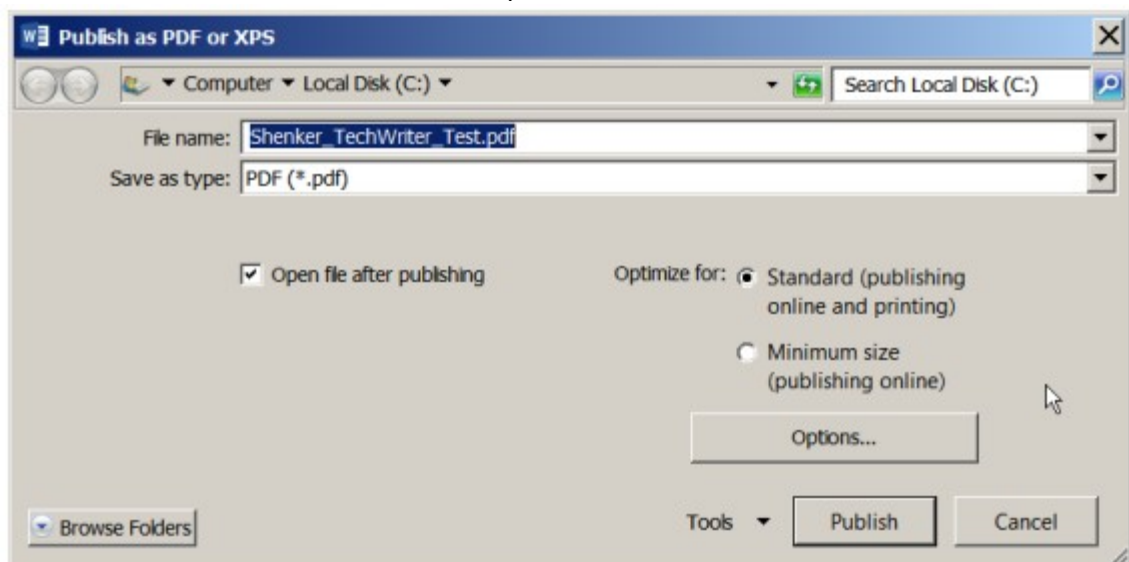 Publish as PDF or XPS
Computer Local Disk (C:)
Search Local Disk (C:)
File name: Shenker_TechWriter_Test.pdf
Save as type: PDF (*.pdf)
Open file after publishing
Optimize for: Standard (publishing
online and printing)
Minimum size
(publishing online)
Options...
Browse Folders
Tools
Publish
Cancel